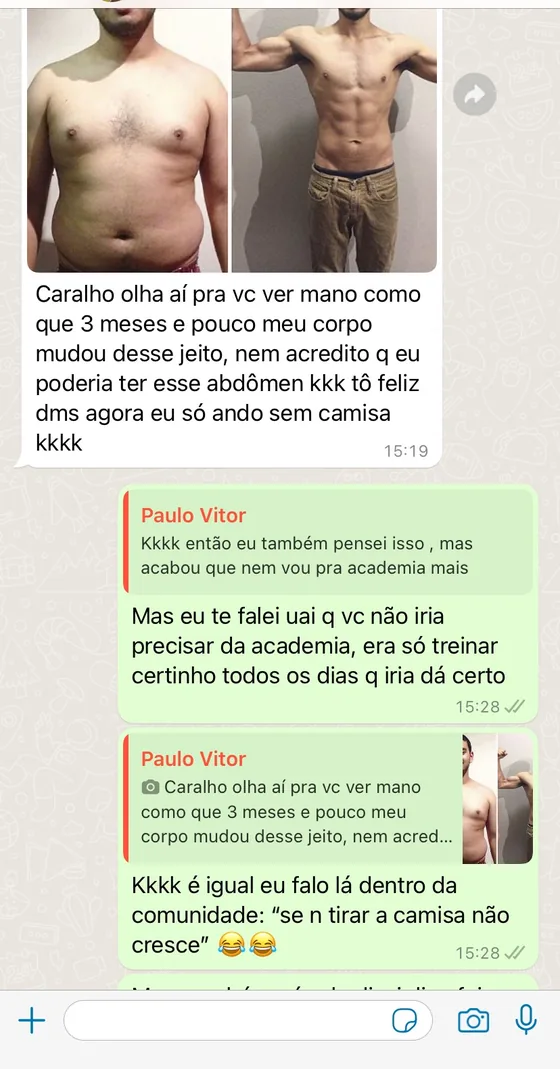 Caralho olha aí pra vc ver mano como
que 3 meses e pouco meu corpo
mudou desse jeito, nem acredito q eu
poderia ter esse abdômen kkk tô feliz
dms agora eu só ando sem camisa
kkkk
15:19
Paulo Vitor
Kkkk então eu também pensei isso , mas
acabou que nem vou pra academia mais
Mas eu te falei uai q vc não iria
precisar da academia, era só treinar
certinho todos os dias q iria dá certo
15:28
Paulo Vitor
Caralho olha aí pra vc ver mano
como que 3 meses e pouco meu
corpo mudou desse jeito, nem acred...
Kkkk é igual eu falo lá dentro da
comunidade: “se n tirar a camisa não
cresce” 😂😂
15:28